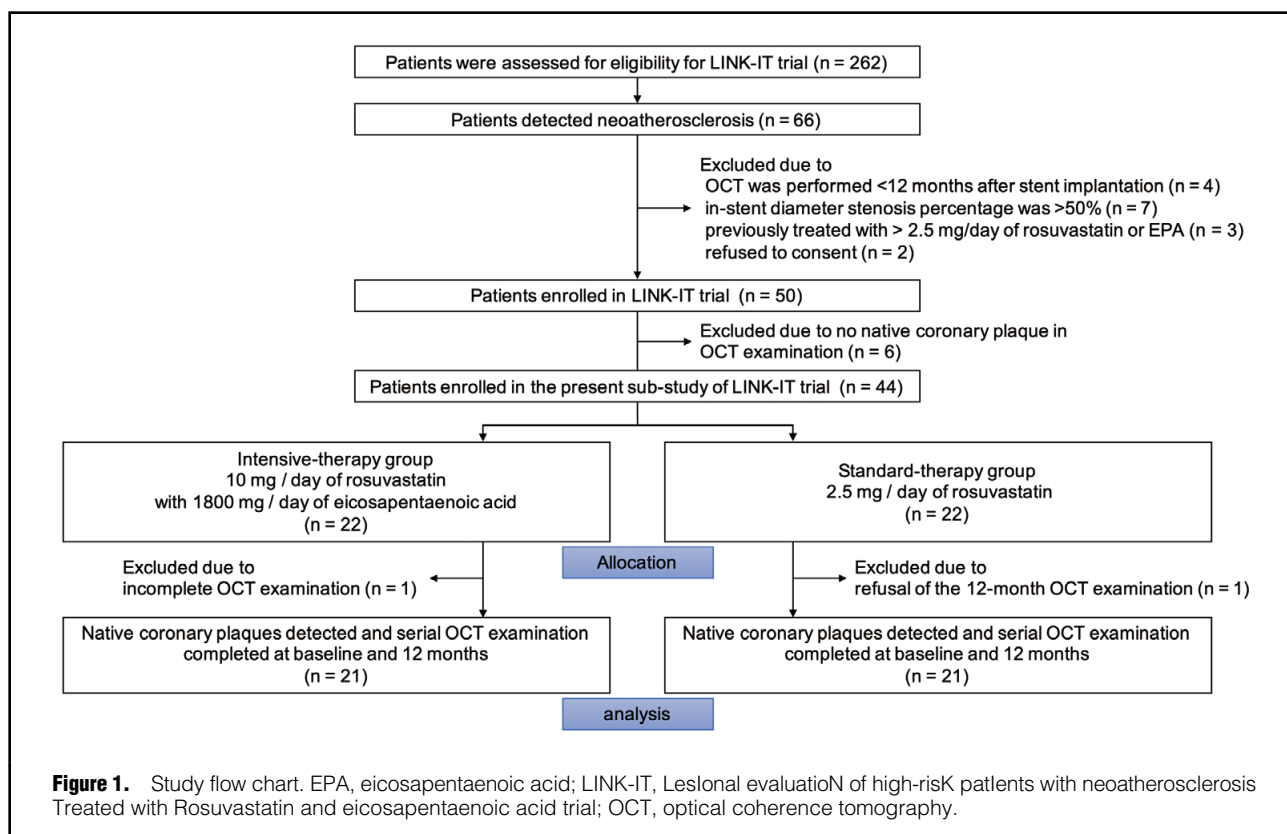 Patients were assessed for eligibility for LINK-IT trial (n = 262)
Patients detected neoatherosclerosis (n = 66)
Excluded due to
OCT was performed <12 months after stent implantation (n = 4)
in-stent diameter stenosis percentage was >50% (n = 7)
previously treated with > 2.5 mg/day of rosuvastatin or EPA (n = 3)
refused to consent (n = 2)
Patients enrolled in LINK-IT trial (n = 50)
Excluded due to no native coronary plaque in
OCT examination (n = 6)
Patients enrolled in the present sub-study of LINK-IT trial (n = 44)
Intensive-therapy group
10 mg / day of rosuvastatin
with 1800 mg / day of eicosapentaenoic acid
(n = 22)
Standard-therapy group
2.5 mg / day of rosuvastatin
(n = 22)
Allocation
Excluded due to
incomplete OCT examination (n = 1)
Excluded due to
refusal of the 12-month OCT examination (n = 1)
Native coronary plaques detected and serial OCT examination
completed at baseline and 12 months
(n = 21)
Native coronary plaques detected and serial OCT examination
completed at baseline and 12 months
(n = 21)
analysis
Figure 1. Study flow chart. EPA, eicosapentaenoic acid; LINK-IT, LesIonal evaluatioN of high-risK patIents with neoatherosclerosis
Treated with Rosuvastatin and eicosapentaenoic acid trial; OCT, optical coherence tomography.